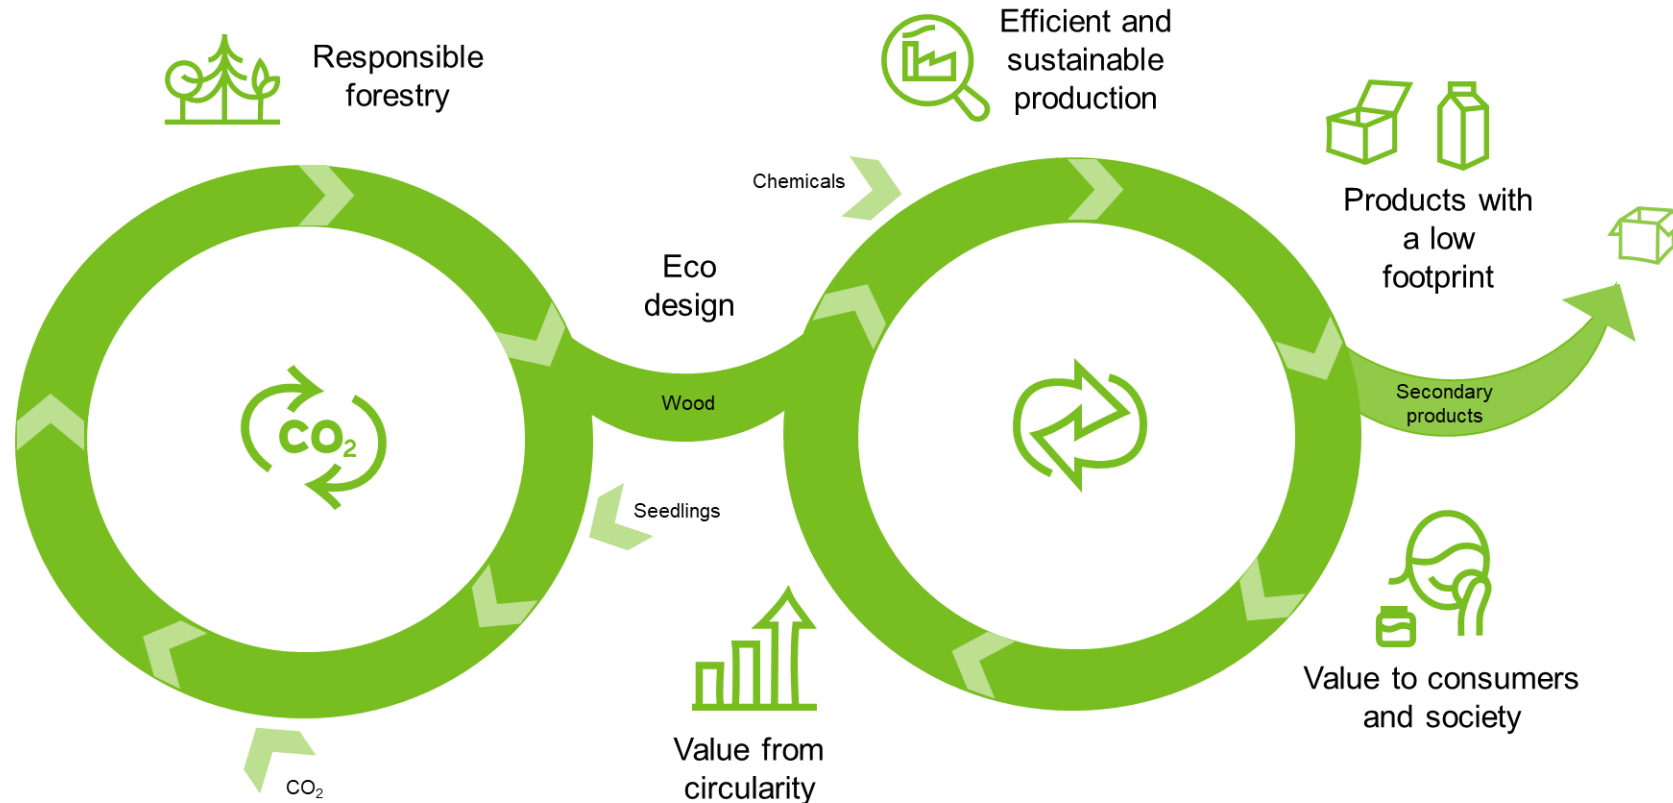 Responsible
forestry
Efficient and
sustainable
production
Chemicals
Products with
a low
footprint
Eco
design
Wood
Secondary
products
CO₂
Seedlings
Value from
circularity
Value to consumers
and society
CO₂